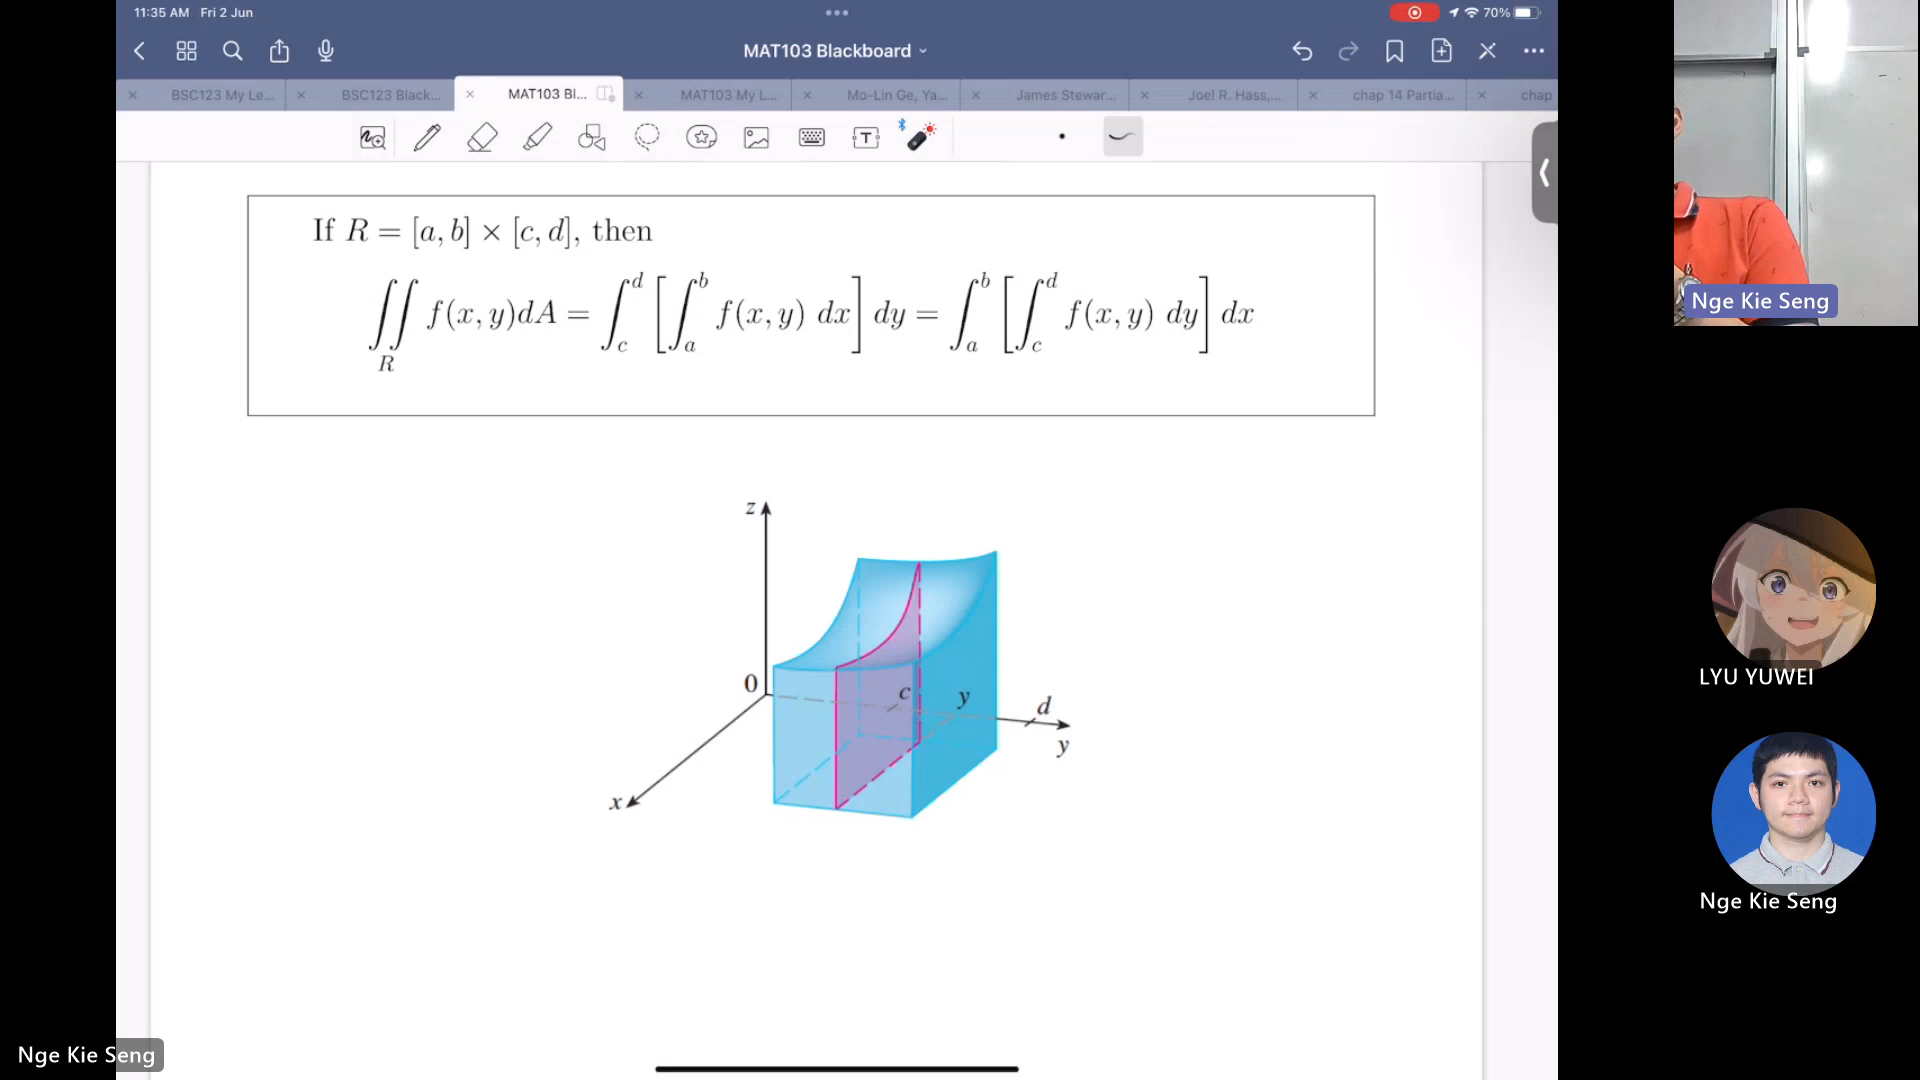 11:35 AM Fri 2 Jun
70%
MAT103 Blackboard
BSC123 My Le...
BSC123 Black...
MAT103 Bl...
MAT103 My L...
Mo-Lin Ge, Ya...
James Stewar...
Joel R. Hass,...
chap 14 Partia...
chap
T
If R = [a, b] × [c, d], then
∬_R f(x, y)dA = ∫_c^d [∫_a^b f(x, y) dx] dy = ∫_a^b [∫_c^d f(x, y) dy] dx
z
0
c
y
d
y
x
Nge Kie Seng
LYU YUWEI
Nge Kie Seng
Nge Kie Seng